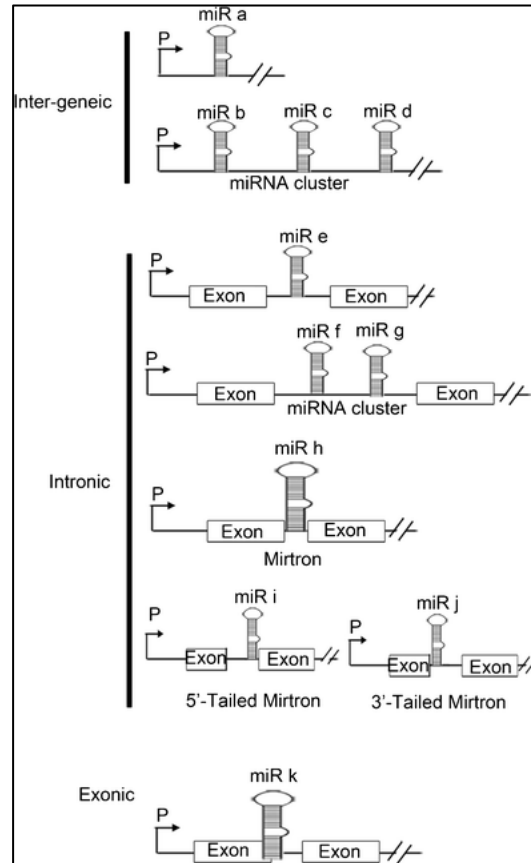 miR a
P
Inter-geneic
miR b miR c miR d
P
miRNA cluster
miR e
P
Exon Exon
miR f miR g
P
Exon Exon
miRNA cluster
miR h
Intronic
P
Exon Exon
Mirtron
miR i miR j
P P
Exon Exon Exon Exon
5'-Tailed Mirtron 3'-Tailed Mirtron
miR k
Exonic
P
Exon Exon